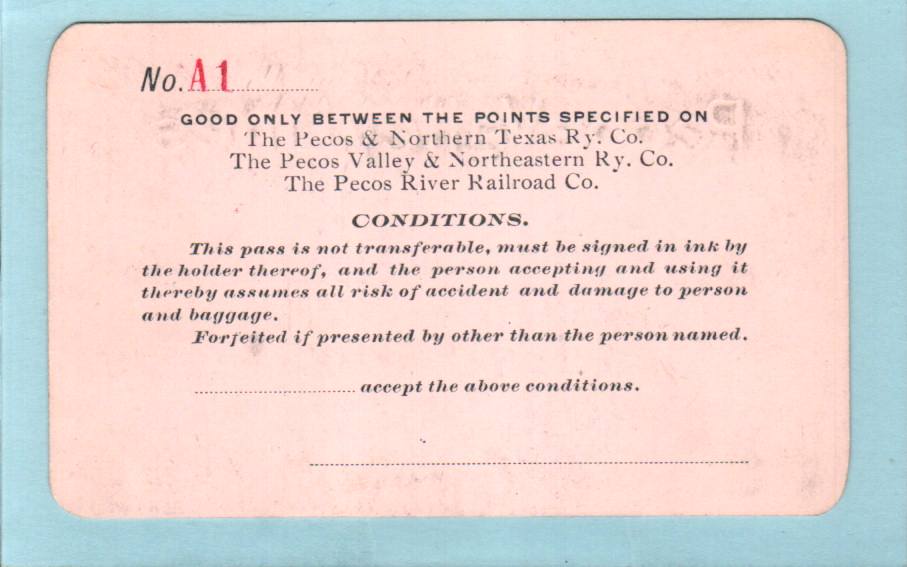 No. A1
GOOD ONLY BETWEEN THE POINTS SPECIFIED ON
The Pecos & Northern Texas Ry. Co.
The Pecos Valley & Northeastern Ry. Co.
The Pecos River Railroad Co.
CONDITIONS.
This pass is not transferable, must be signed in ink by
the holder thereof, and the person accepting and using it
thereby assumes all risk of accident and damage to person
and baggage.
Forfeited if presented by other than the person named.
accept the above conditions.